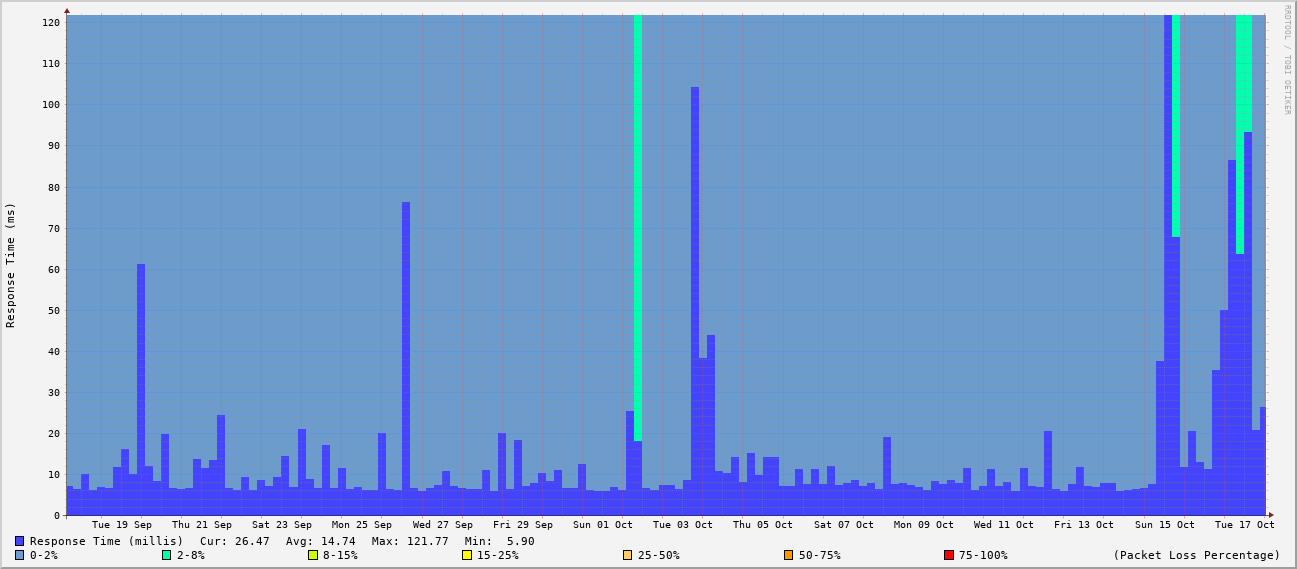 RRDTOOL / TOBI OETIKER
Response Time (ms)
120
110
100
90
80
70
60
50
40
30
20
10
0
Tue 19 Sep Thu 21 Sep Sat 23 Sep Mon 25 Sep Wed 27 Sep Fri 29 Sep Sun 01 Oct Tue 03 Oct Thu 05 Oct Sat 07 Oct Mon 09 Oct Wed 11 Oct Fri 13 Oct Sun 15 Oct Tue 17 Oct
Response Time (millis) Cur: 26.47 Avg: 14.74 Max: 121.77 Min: 5.90
0-2% 2-8% 8-15% 15-25% 25-50% 50-75% 75-100% (Packet Loss Percentage)